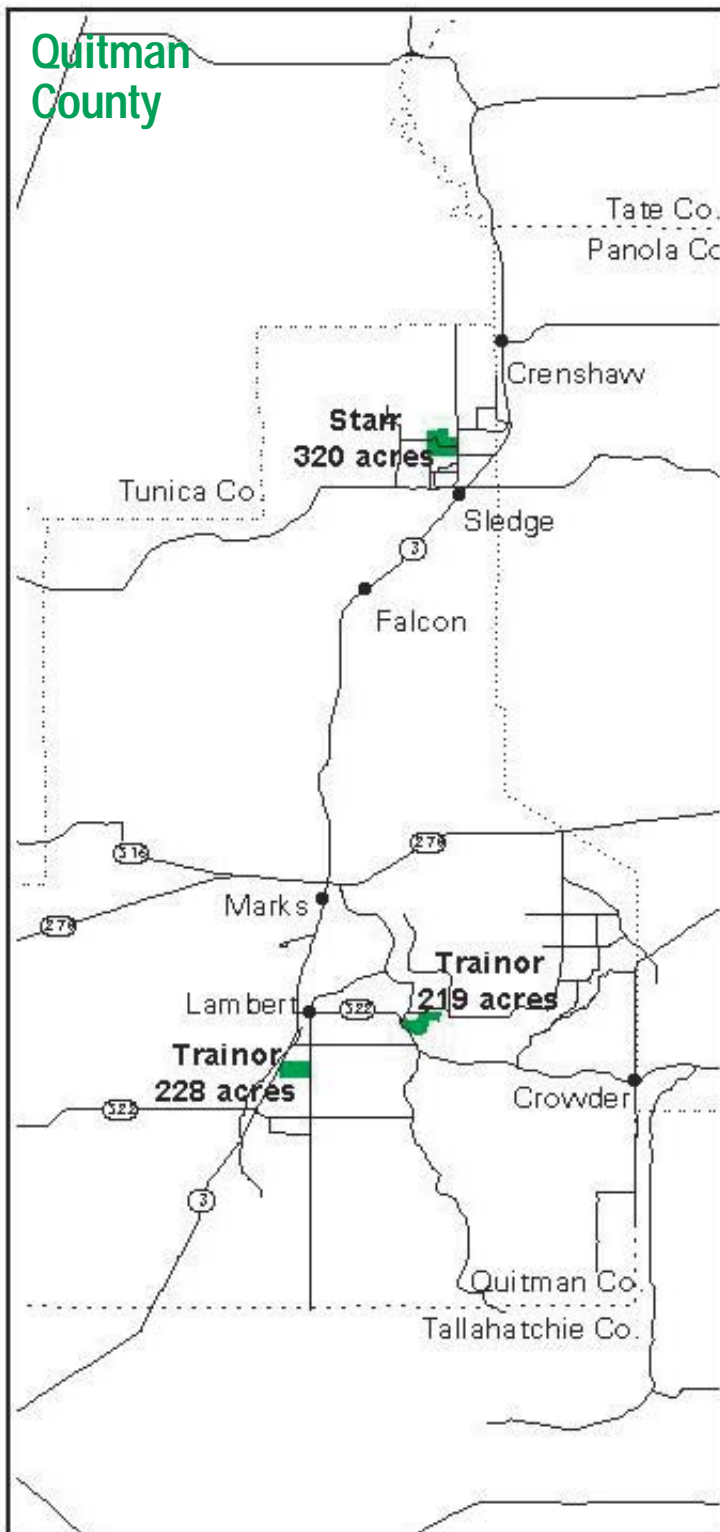 Quitman
County
Tate Co.
Panola Co
Crenshaw
Starr
320 acres
Tunica Co.
Sledge
3
Falcon
316
278
Marks
278
Trainor
219 acres
Lambert
322
Trainor
228 acres
Crowder
322
3
Quitman Co.
Tallahatchie Co.